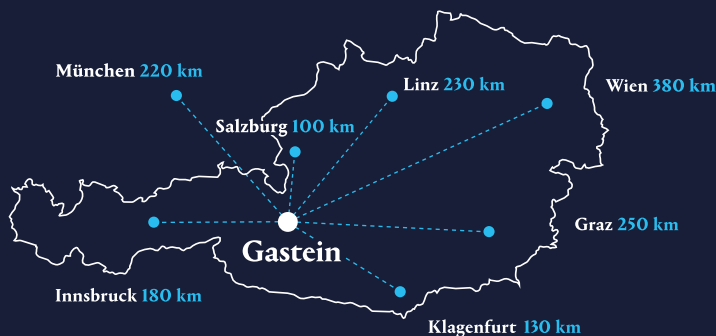 München 220 km
Linz 230 km
Wien 380 km
Salzburg 100 km
Graz 250 km
Gastein
Innsbruck 180 km
Klagenfurt 130 km